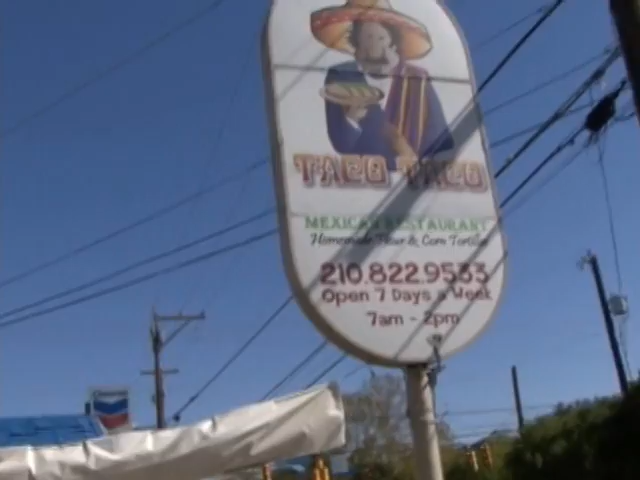 TACO TACO
MEXICAN RESTAURANT
Homemade Flour & Corn Tortillas
210.822.9533
Open 7 Days a Week
7am - 2pm